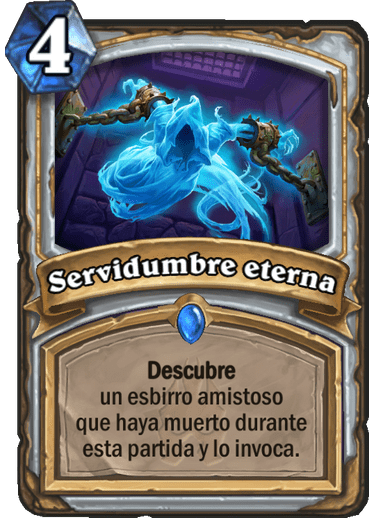 4
Servidumbre eterna
Descubre
un esbirro amistoso
que haya muerto durante
esta partida y lo invoca.